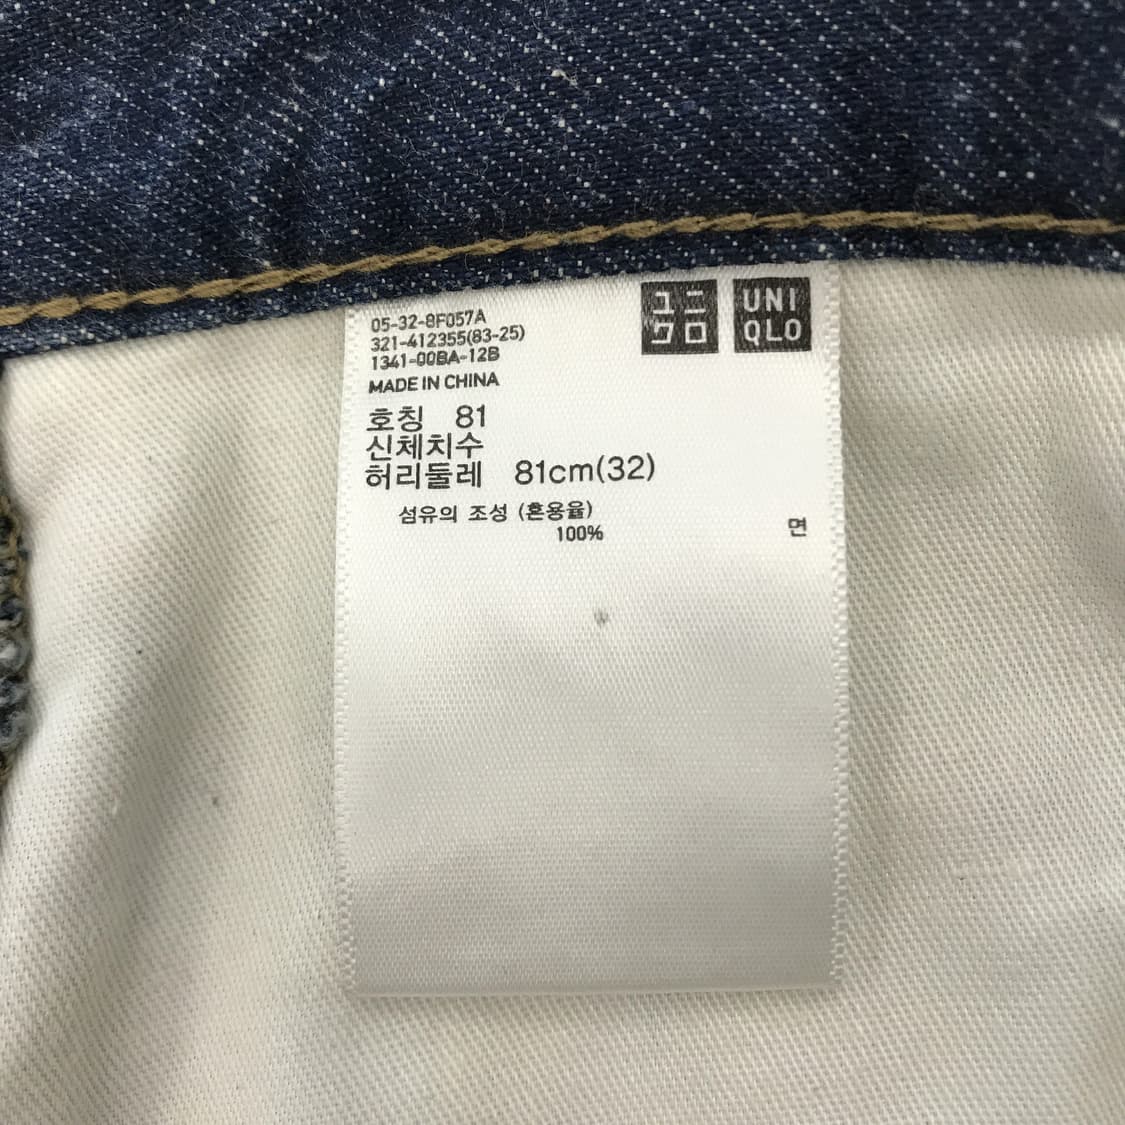 ユニ
クロ
UNI
QLO
05-32-8F057A
321-412355(83-25)
1341-00BA-12B
MADE IN CHINA
호칭 81
신체치수
허리둘레 81cm(32)
섬유의 조성 (혼용율)
100% 면